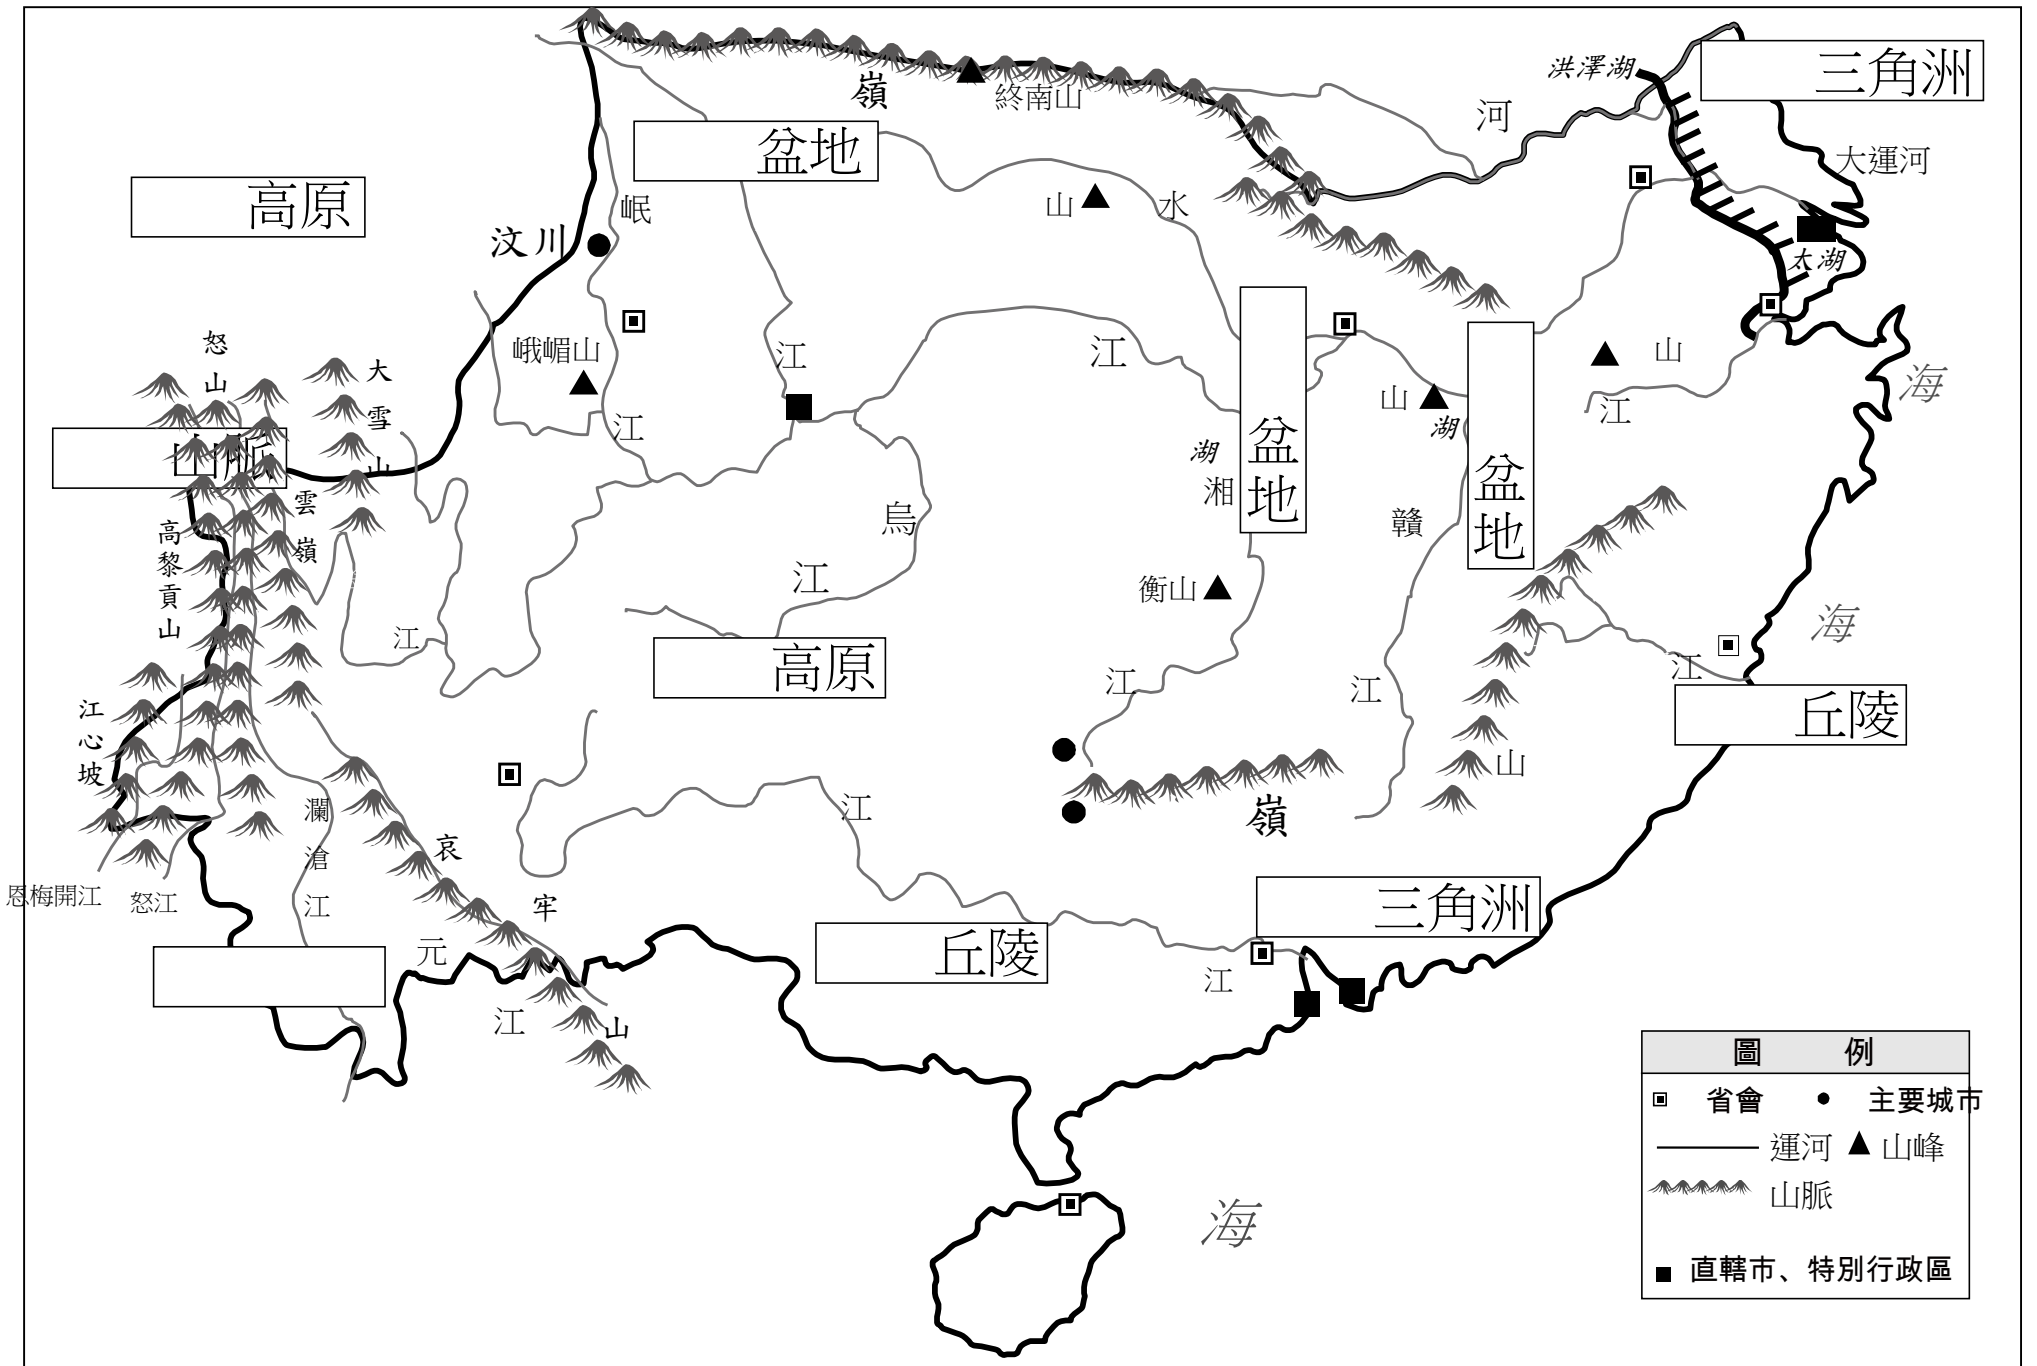 洪澤湖
三角洲
嶺
終南山
河
盆地
大運河
高原
岷
山
水
汶川
太湖
怒山
峨嵋山
江
江
山
海
大雪山
山
江
江
湖
盆地
盆地
山脈
湖
湘
雲嶺
高黎貢山
烏
贛
江
衡山
海
江
高原
江
江
江
丘陵
江心坡
山
瀾滄江
江
嶺
哀牢山
恩梅開江
怒江
三角洲
元江
丘陵
江
海
圖 例
省會
主要城市
運河
山峰
山脈
直轄市、特別行政區